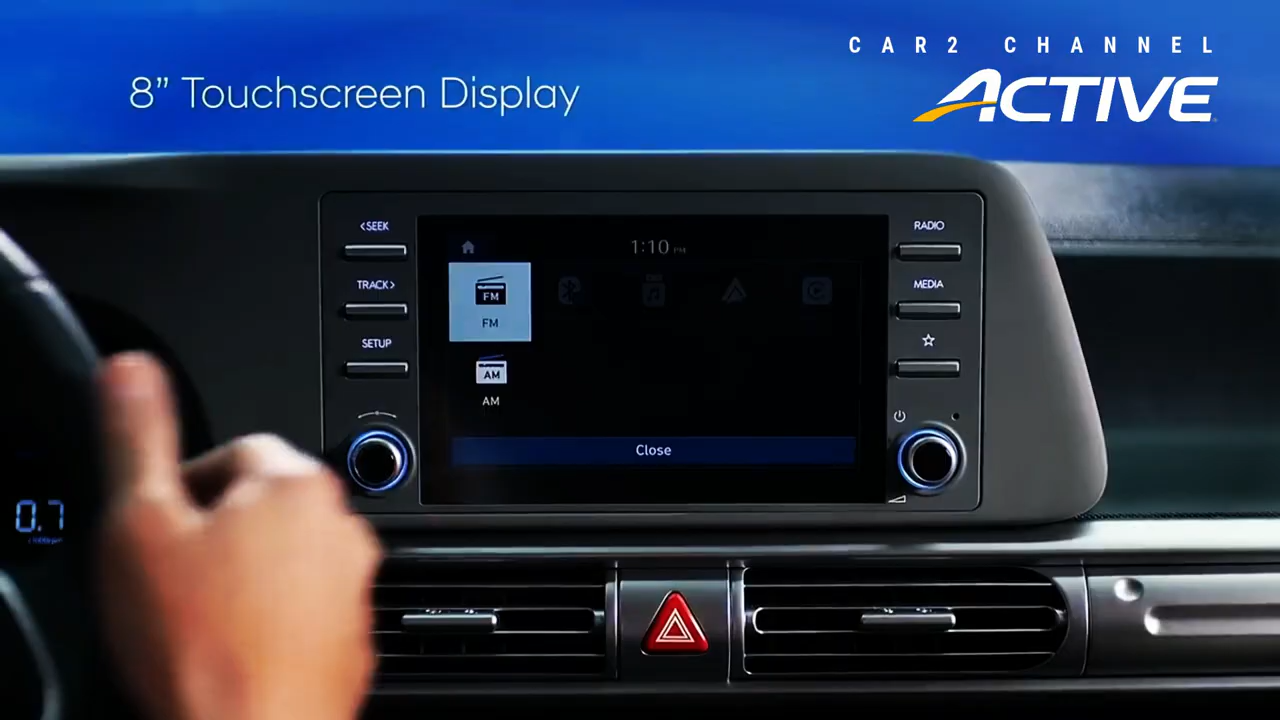 CAR2 CHANNEL
ACTIVE
8” Touchscreen Display
<SEEK
RADIO
1:10 PM
TRACK>
MEDIA
FM
FM
SETUP
AM
AM
Close
0.7